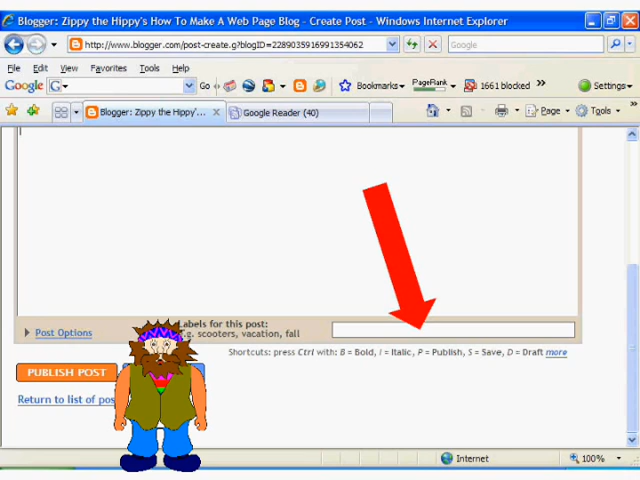 Blogger: Zippy the Hippy's How To Make A Web Page Blog - Create Post - Windows Internet Explorer
http://www.blogger.com/post-create.g?blogID=2289035916991354062
Google
File Edit View Favorites Tools Help
Google G Go Bookmarks PageRank 1661 blocked » Settings
Blogger: Zippy the Hippy'... x Google Reader (40) » Page Tools »
Post Options
Labels for this post:
e.g. scooters, vacation, fall
Shortcuts: press Ctrl with: B = Bold, I = Italic, P = Publish, S = Save, D = Draft more
PUBLISH POST
Return to list of pos
Internet 100%